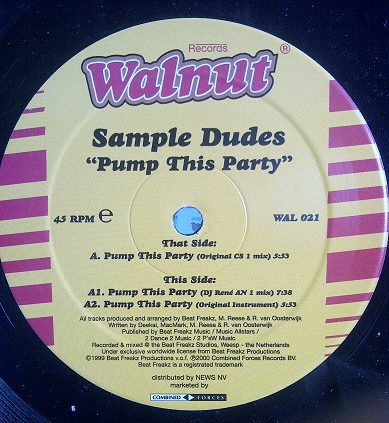 Records
Walnut ®
Sample Dudes
"Pump This Party"
45 RPM e WAL 021
That Side:
A. Pump This Party (Original CS 1 mix) 5:53
This Side:
A1. Pump This Party (DJ René AN 1 mix) 7:38
A2. Pump This Party (Original Instrument) 5:53
All tracks produced and arranged by Beat Freakz, M. Reese & R. van Oosterwijk
Written by Deekai, MacMark, M. Reese & R. van Oosterwijk
Published by Beat Freakz Music / Music Allstars /
2 Dance 2 Music / 2 P'sW Music
Recorded & mixed @ the Beat Freakz Studios, Weesp - the Netherlands
Under exclusive worldwide license from Beat Freakz Productions
©1999 Beat Freakz Productions v.o.f. ℗2000 Combined Forces Records BV.
Beat Freakz is a registrated trademark
distributed by NEWS NV
marketed by
COMBINED FORCES